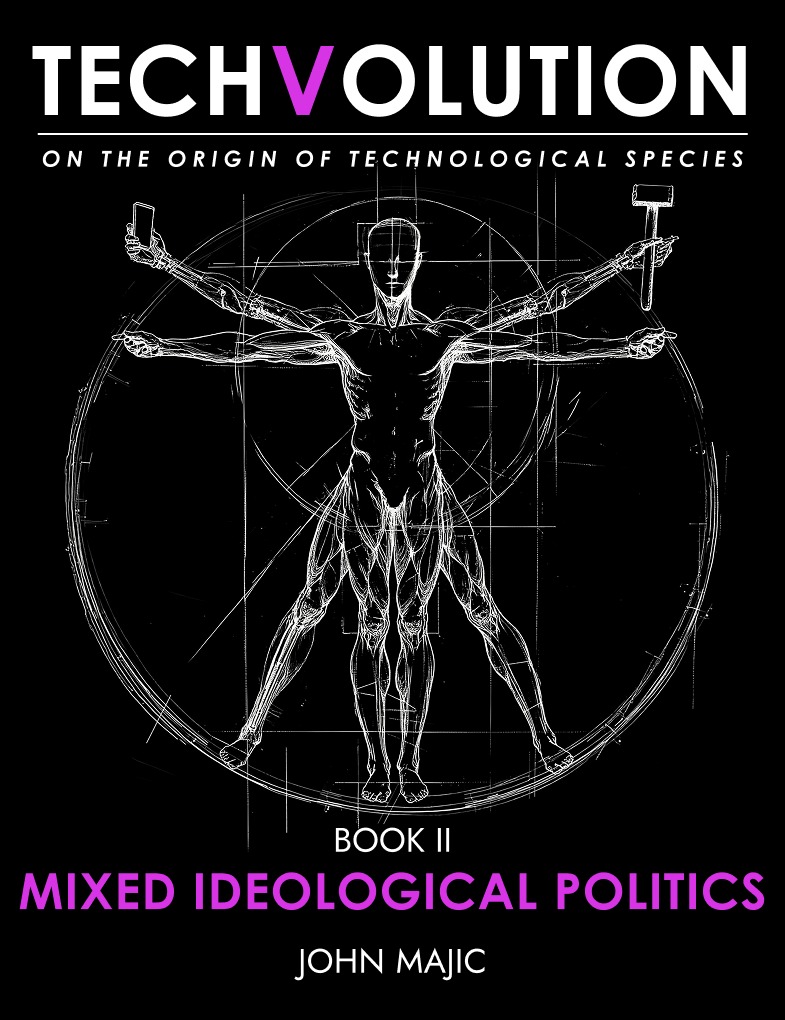 TECHVOLUTION
ON THE ORIGIN OF TECHNOLOGICAL SPECIES
BOOK II
MIXED IDEOLOGICAL POLITICS
JOHN MAJIC